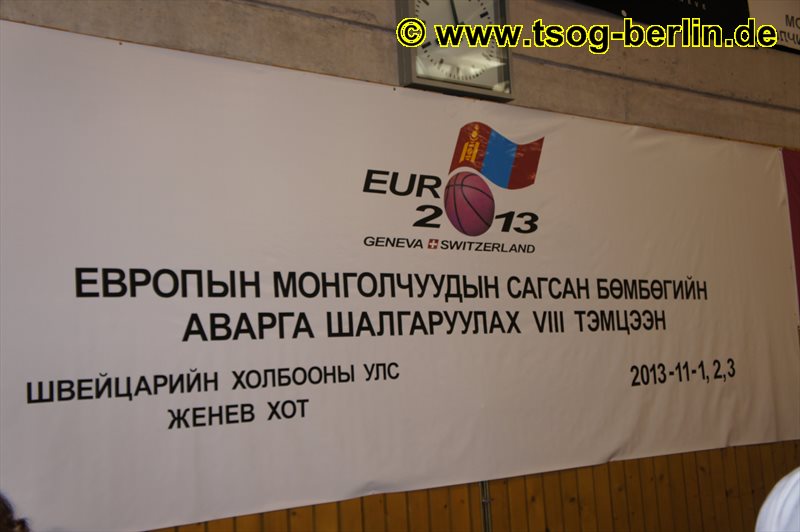 © www.tsog-berlin.de
EUR
2013
GENEVA SWITZERLAND
ЕВРОПЫН МОНГОЛЧУУДЫН САГСАН БӨМБӨГИЙН
АВАРГА ШАЛГАРУУЛАХ VIII ТЭМЦЭЭН
ШВЕЙЦАРИЙН ХОЛБООНЫ УЛС
ЖЕНЕВ ХОТ
2013-11-1, 2,3